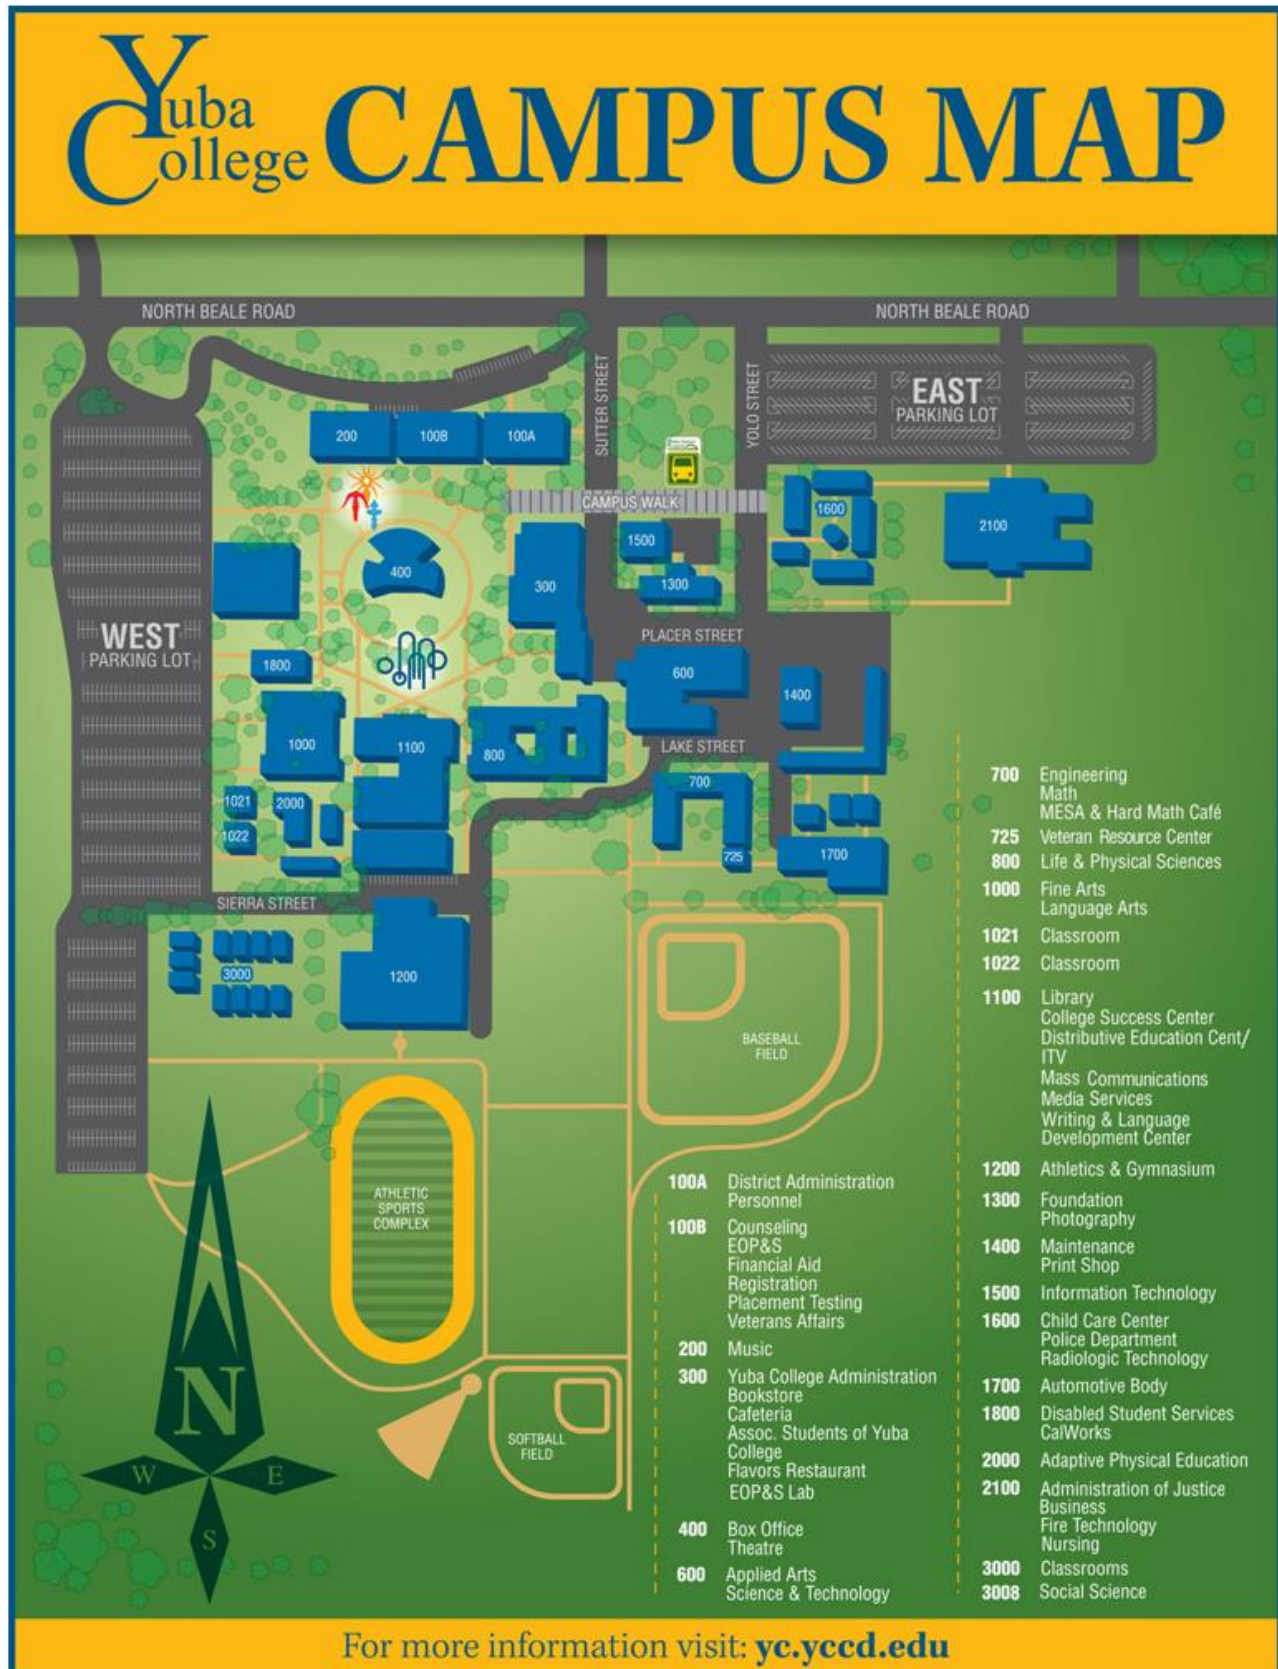 Yuba
College
CAMPUS MAP
NORTH BEALE ROAD
NORTH BEALE ROAD
SUTTER STREET
YOLO STREET
EAST
PARKING LOT
200
100B
100A
CAMPUS WALK
1600
2100
1500
400
300
1300
WEST
PARKING LOT
PLACER STREET
1800
600
1400
1000
1100
800
LAKE STREET
700
1021
2000
1022
725
1700
SIERRA STREET
3000
1200
BASEBALL
FIELD
ATHLETIC
SPORTS
COMPLEX
SOFTBALL
FIELD
N
W
E
S
100A District Administration
Personnel
100B Counseling
EOP&S
Financial Aid
Registration
Placement Testing
Veterans Affairs
200 Music
300 Yuba College Administration
Bookstore
Cafeteria
Assoc. Students of Yuba
College
Flavors Restaurant
EOP&S Lab
400 Box Office
Theatre
600 Applied Arts
Science & Technology
700 Engineering
Math
MESA & Hard Math Café
725 Veteran Resource Center
800 Life & Physical Sciences
1000 Fine Arts
Language Arts
1021 Classroom
1022 Classroom
1100 Library
College Success Center
Distributive Education Cent/
ITV
Mass Communications
Media Services
Writing & Language
Development Center
1200 Athletics & Gymnasium
1300 Foundation
Photography
1400 Maintenance
Print Shop
1500 Information Technology
1600 Child Care Center
Police Department
Radiologic Technology
1700 Automotive Body
1800 Disabled Student Services
CalWorks
2000 Adaptive Physical Education
2100 Administration of Justice
Business
Fire Technology
Nursing
3000 Classrooms
3008 Social Science
For more information visit: yc.yccd.edu